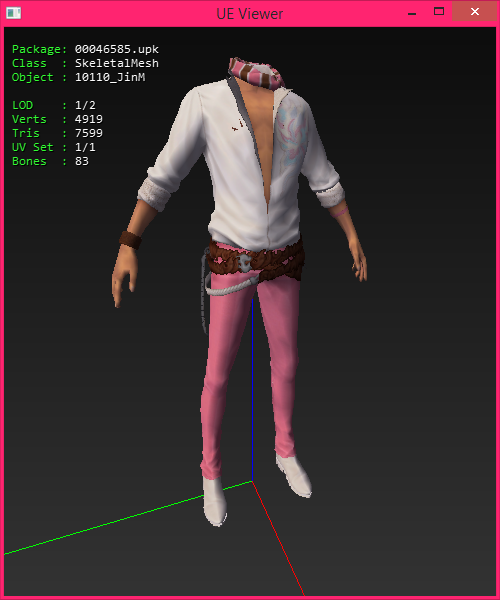 UE Viewer
Package: 00046585.upk
Class : SkeletalMesh
Object : 10110_JinM
LOD : 1/2
Verts : 4919
Tris : 7599
UV Set : 1/1
Bones : 83